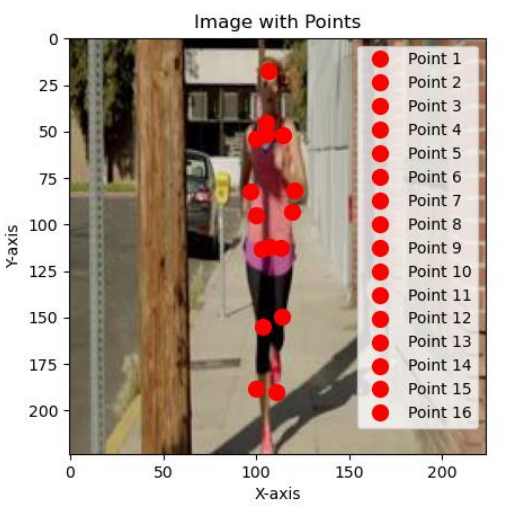 Image with Points
0
25
50
75
100
125
150
175
200
Y-axis
0
50
100
150
200
X-axis
Point 1
Point 2
Point 3
Point 4
Point 5
Point 6
Point 7
Point 8
Point 9
Point 10
Point 11
Point 12
Point 13
Point 14
Point 15
Point 16